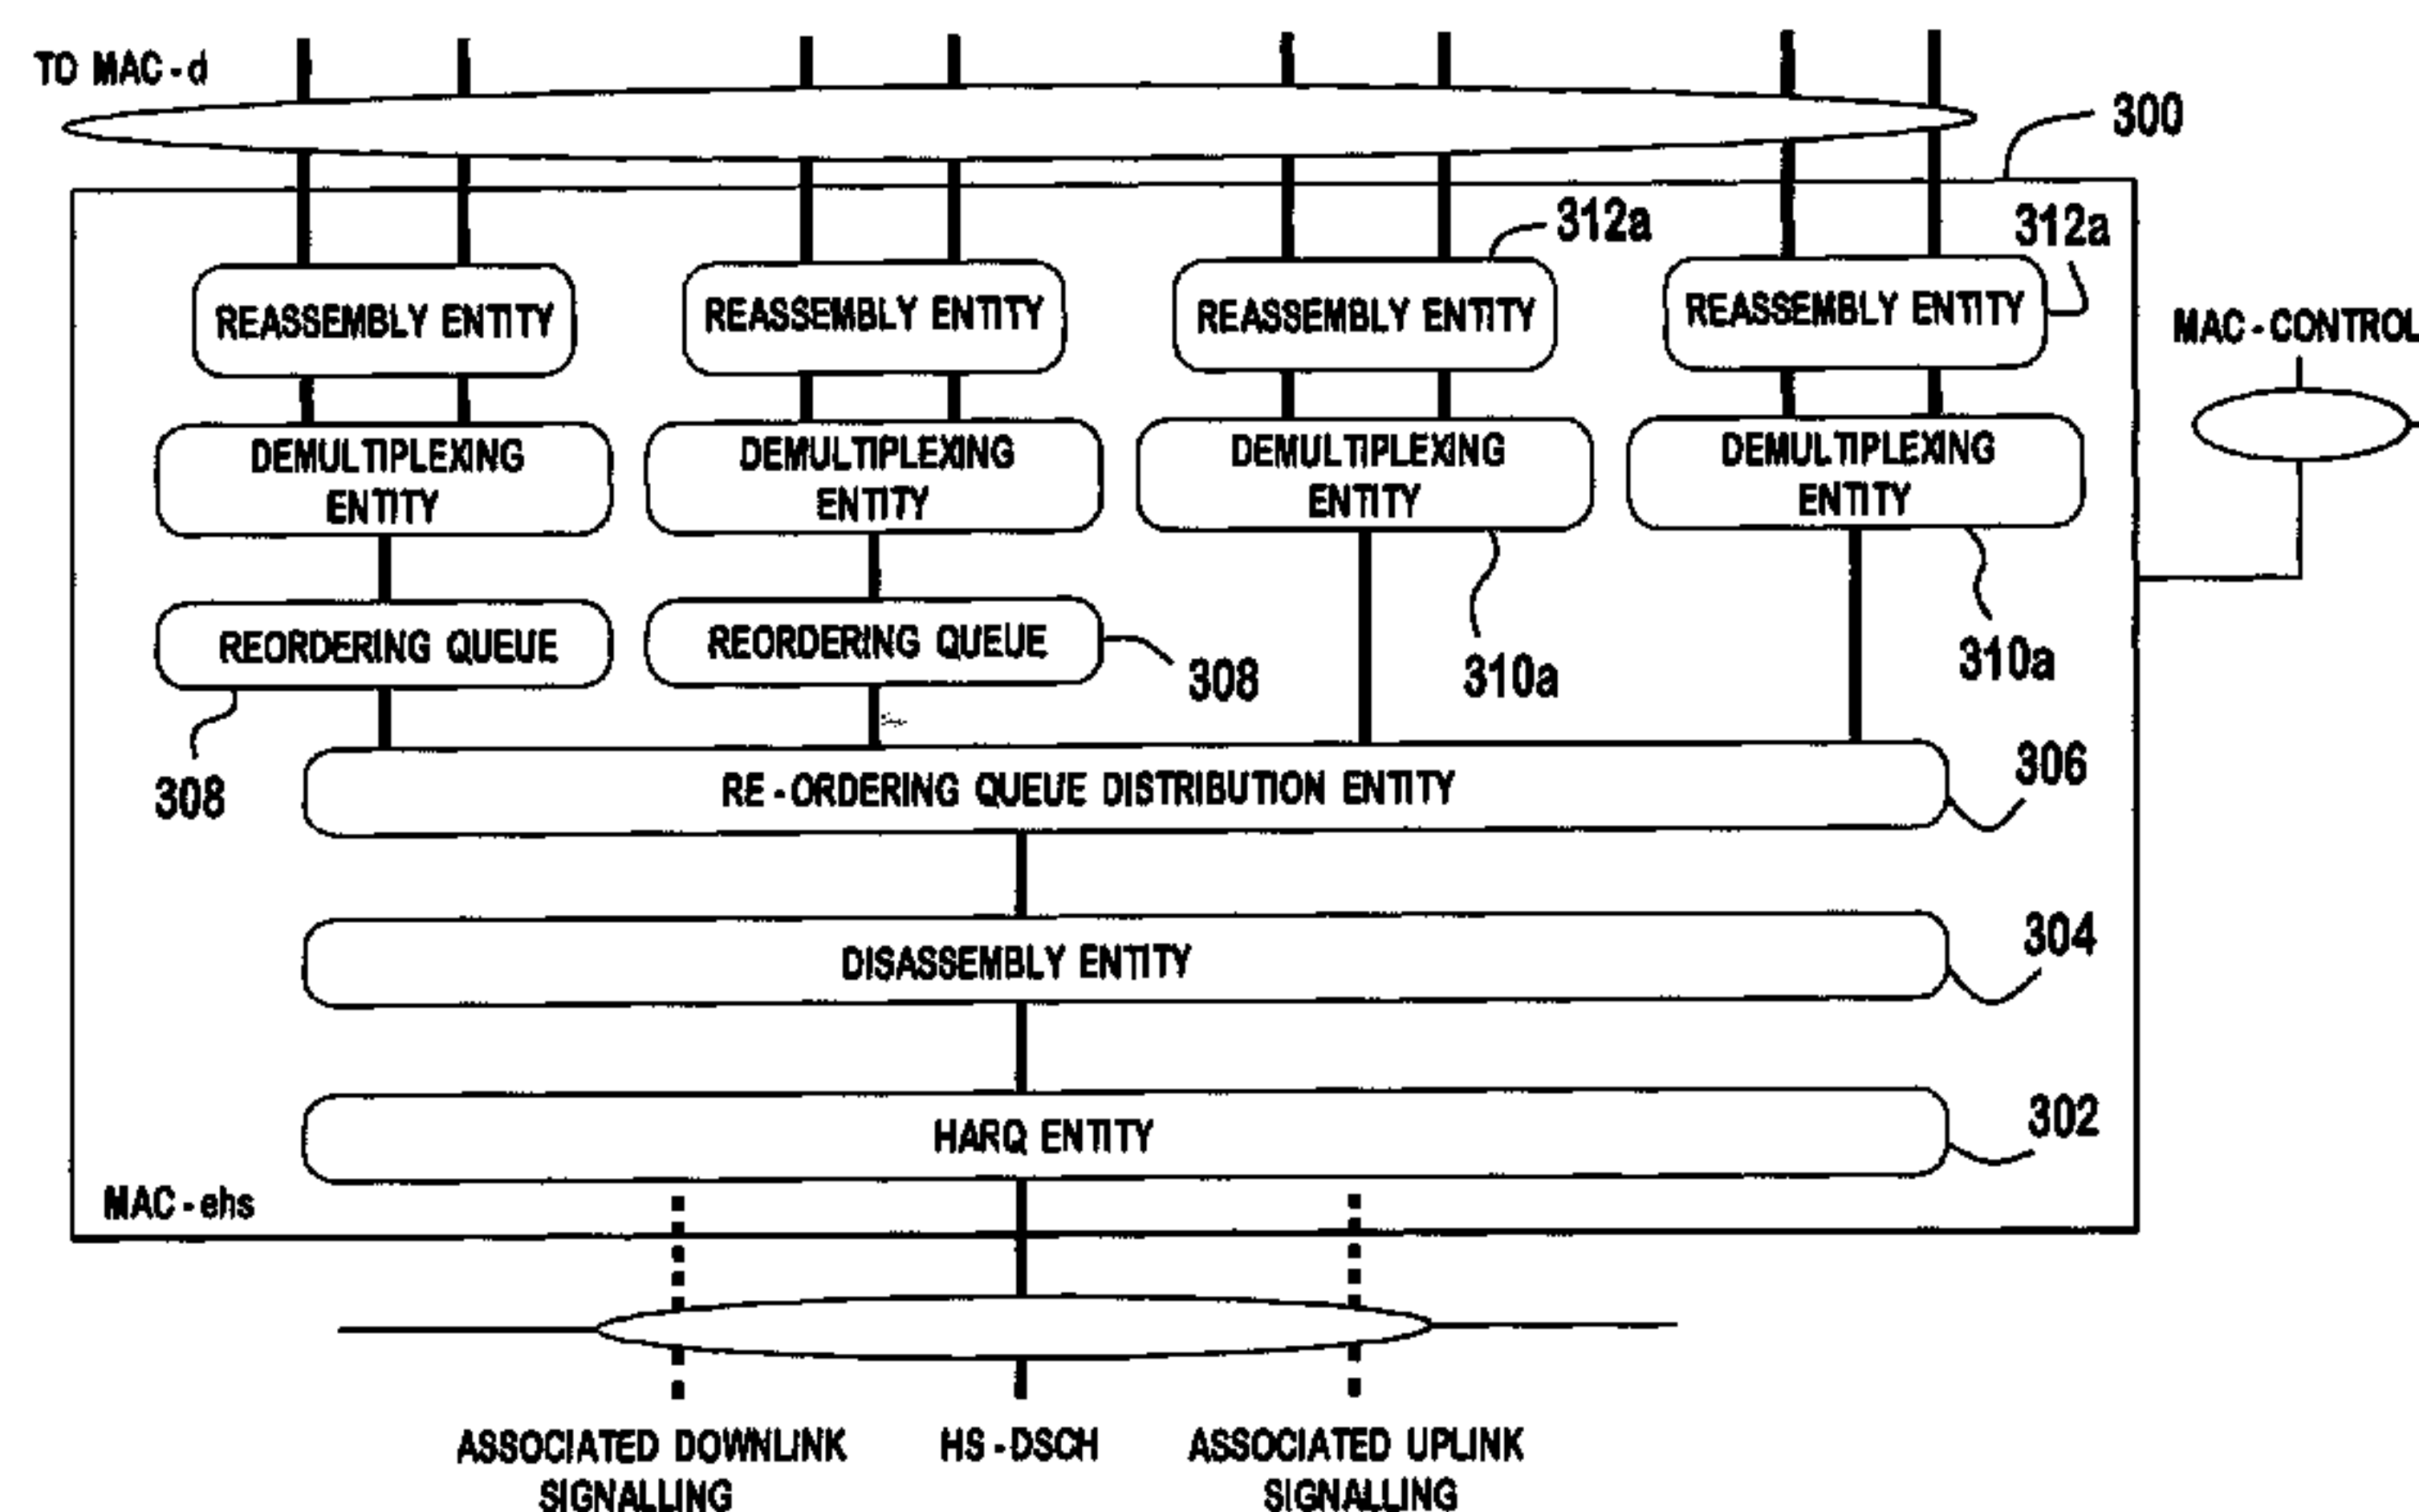 TO MAC-d
300
312a
312a
REASSEMBLY ENTITY
REASSEMBLY ENTITY
REASSEMBLY ENTITY
REASSEMBLY ENTITY
MAC-CONTROL
DEMULTIPLEXING
ENTITY
DEMULTIPLEXING
ENTITY
DEMULTIPLEXING
ENTITY
DEMULTIPLEXING
ENTITY
REORDERING QUEUE
REORDERING QUEUE
308
310a
310a
308
RE-ORDERING QUEUE DISTRIBUTION ENTITY
306
DISASSEMBLY ENTITY
304
HARQ ENTITY
302
MAC-ehs
ASSOCIATED DOWNLINK
SIGNALLING
HS-DSCH
ASSOCIATED UPLINK
SIGNALLING